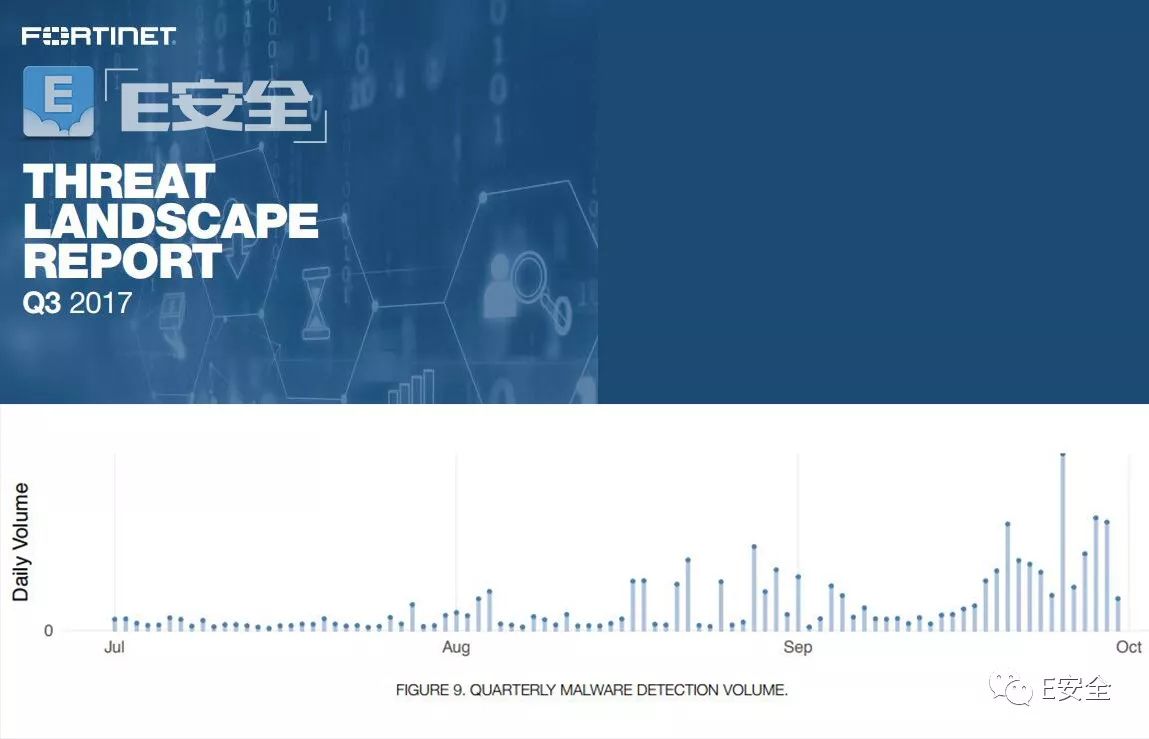 FORTINET
E
E安全
THREAT
LANDSCAPE
REPORT
Q3 2017
Daily Volume
0
Jul
Aug
Sep
Oct
FIGURE 9. QUARTERLY MALWARE DETECTION VOLUME.
E安全